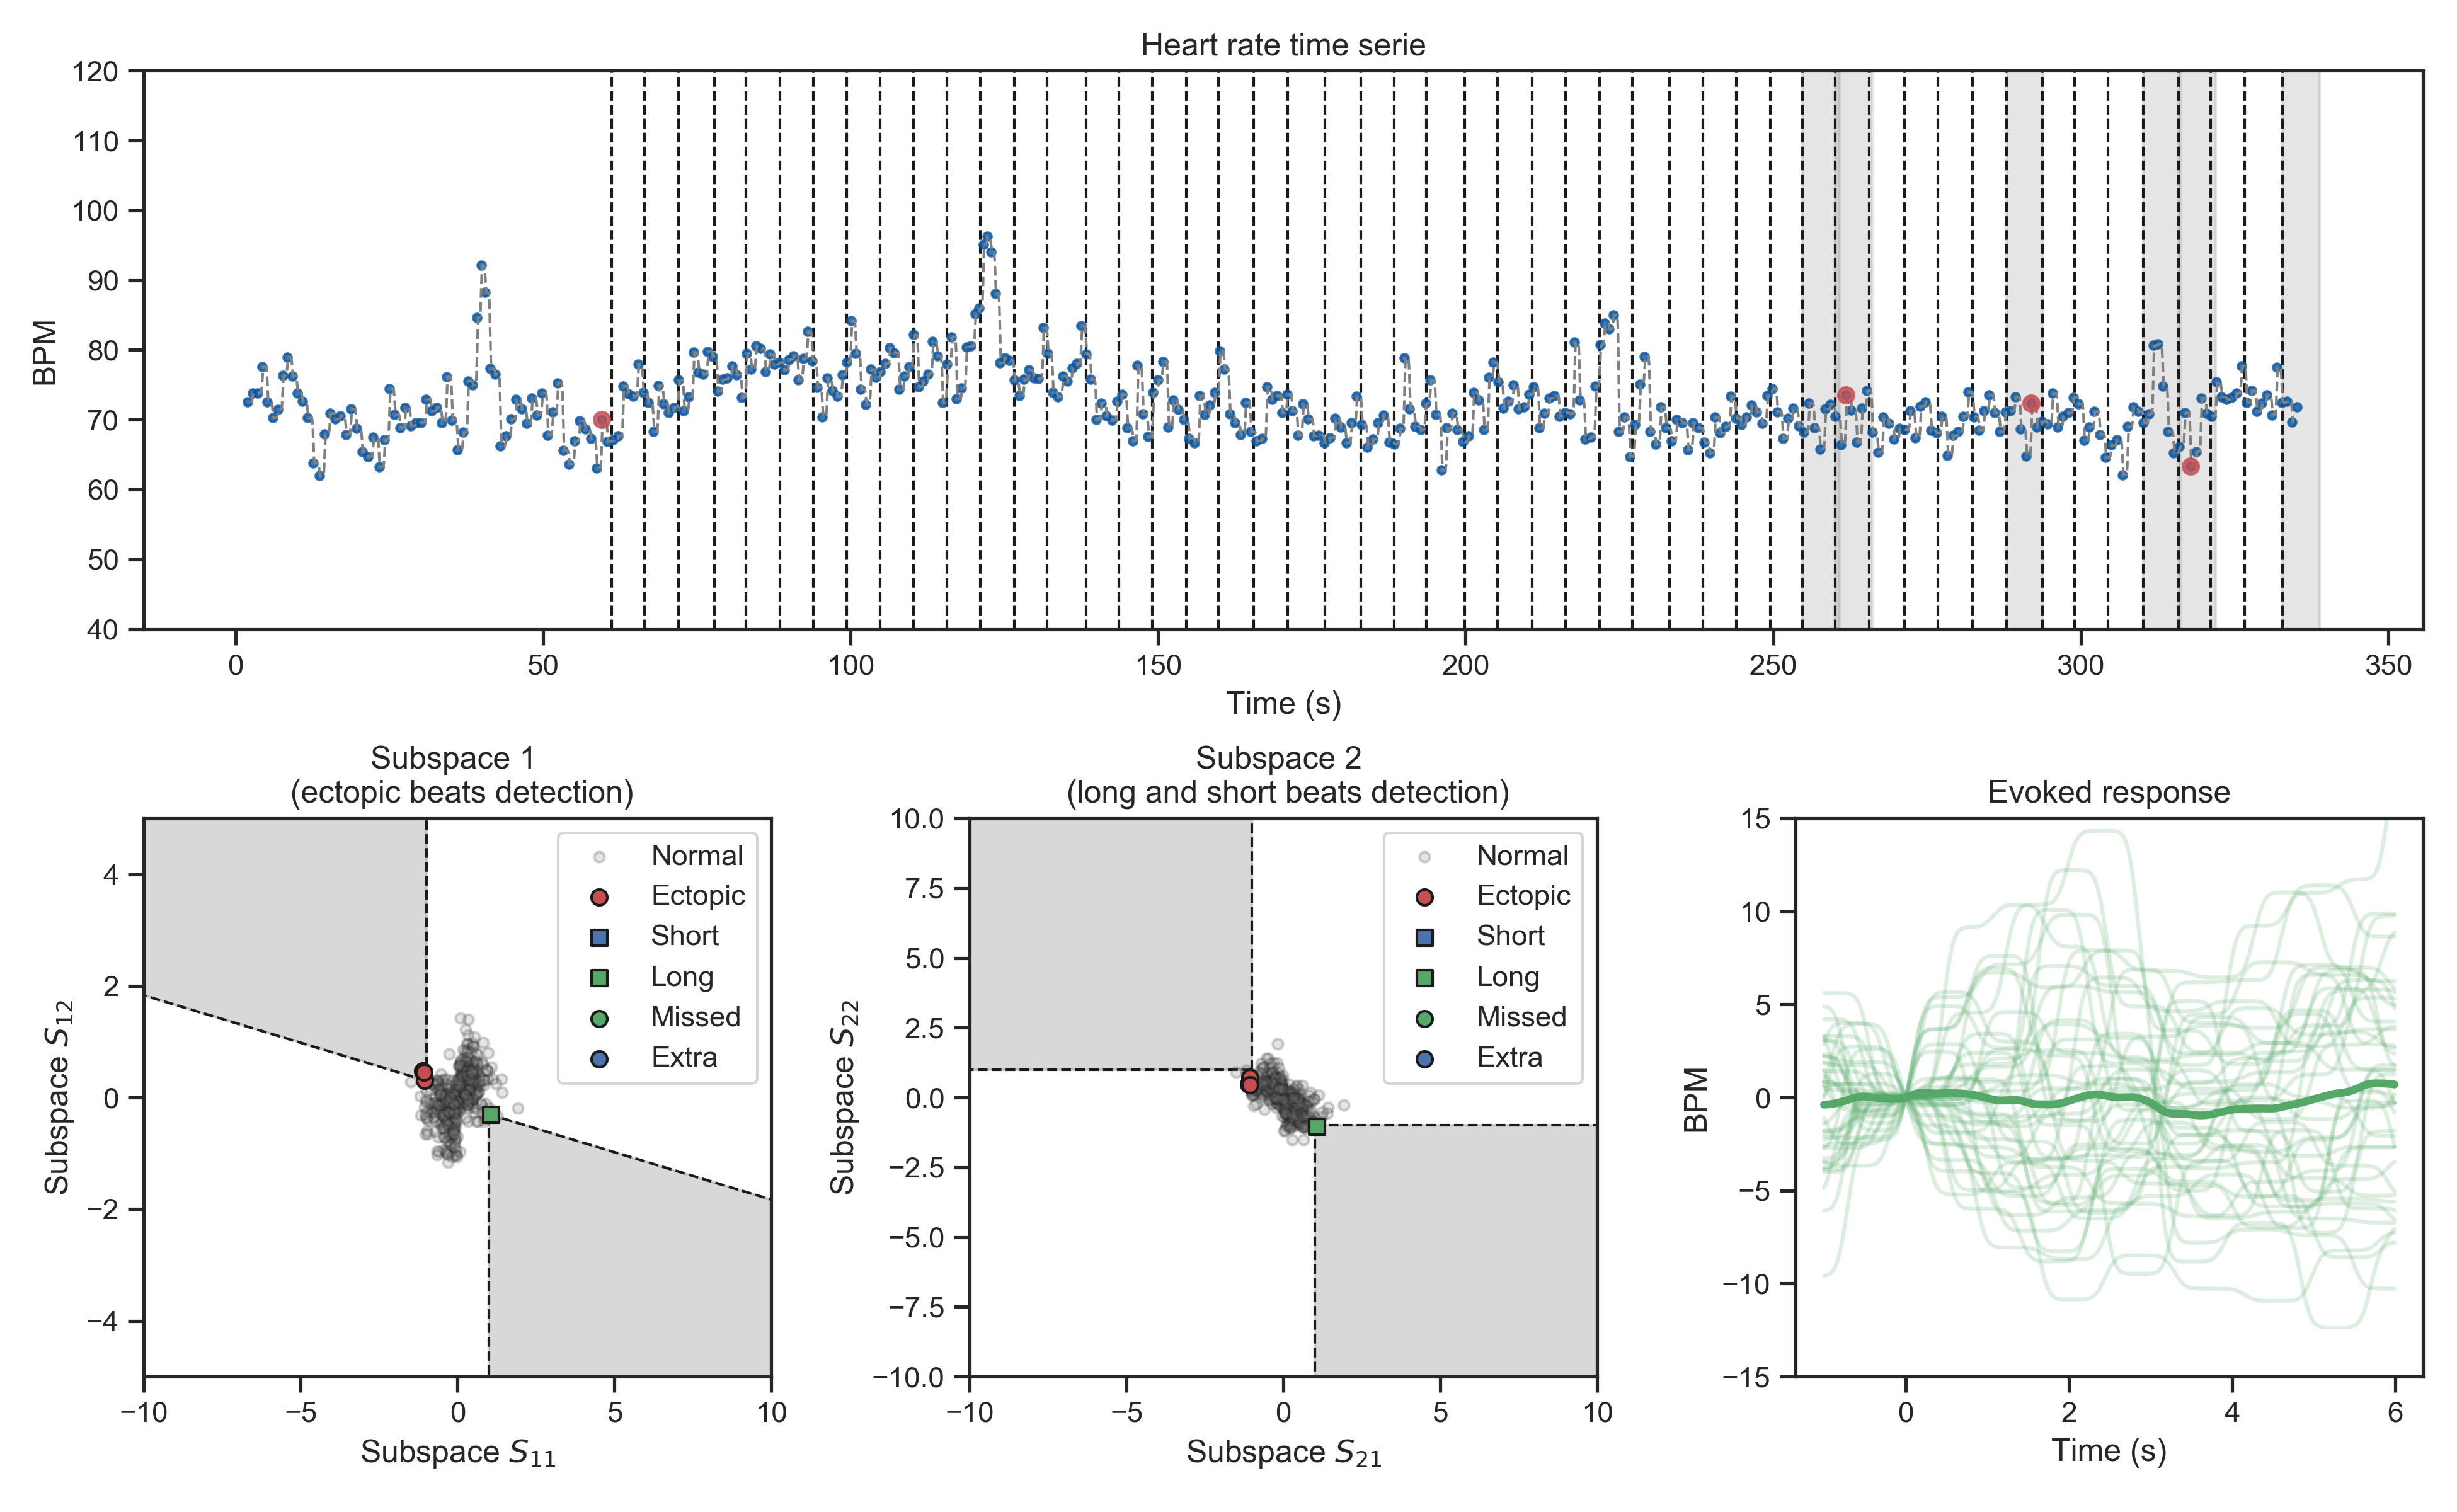 Heart rate time serie
120
110
100
90
80
70
60
50
40
BPM
0 50 100 150 200 250 300 350
Time (s)
Subspace 1
(ectopic beats detection)
4
2
0
−2
−4
Subspace S12
Normal
Ectopic
Short
Long
Missed
Extra
−10 −5 0 5 10
Subspace S11
Subspace 2
(long and short beats detection)
10.0
7.5
5.0
2.5
0.0
−2.5
−5.0
−7.5
−10.0
Subspace S22
Normal
Ectopic
Short
Long
Missed
Extra
−10 −5 0 5 10
Subspace S21
Evoked response
15
10
5
0
−5
−10
−15
BPM
0 2 4 6
Time (s)